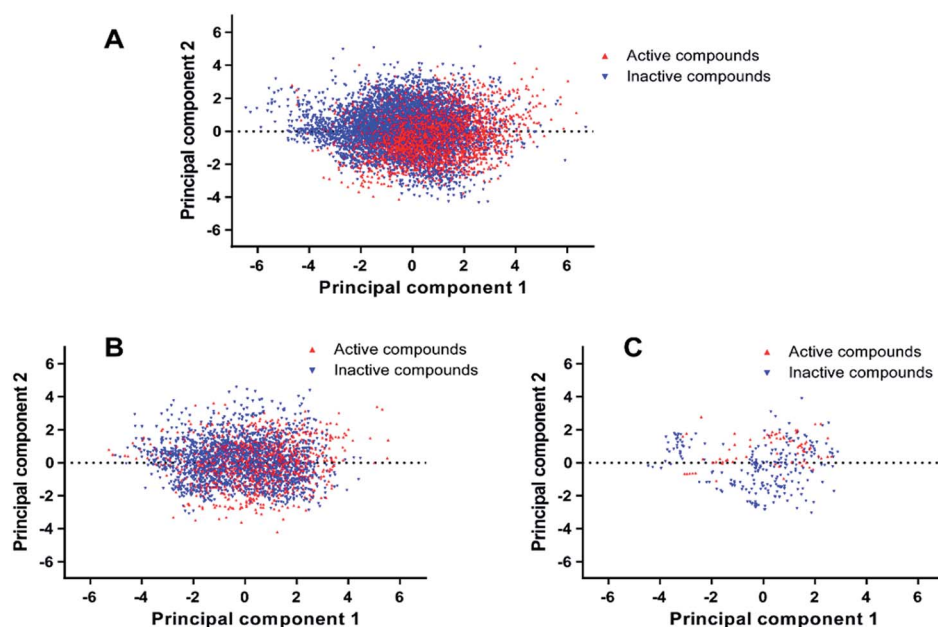 A
Active compounds
Inactive compounds
Principal component 2
6
4
2
0
-2
-4
-6
-6
-4
-2
0
2
4
6
Principal component 1
B
Active compounds
Inactive compounds
Principal component 2
6
4
2
0
-2
-4
-6
-6
-4
-2
0
2
4
6
Principal component 1
C
Active compounds
Inactive compounds
Principal component 2
6
4
2
0
-2
-4
-6
-6
-4
-2
0
2
4
6
Principal component 1